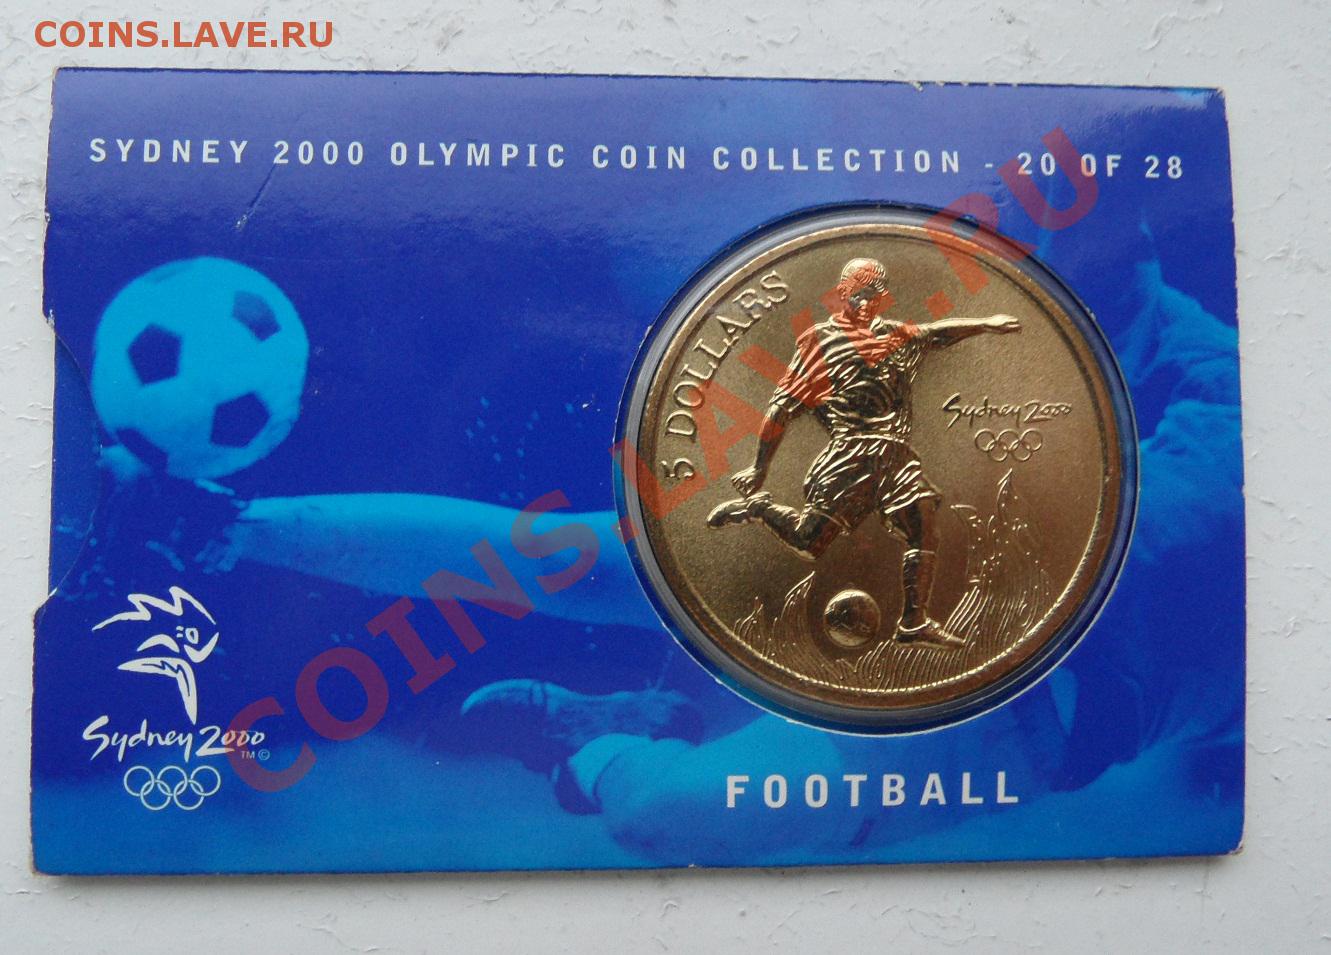 COINS.LAVE.RU
SYDNEY 2000 OLYMPIC COIN COLLECTION - 20 OF 28
5 DOLLARS
Sydney 2000
COINS.LAVE.RU
Sydney 2000
TM ©
FOOTBALL